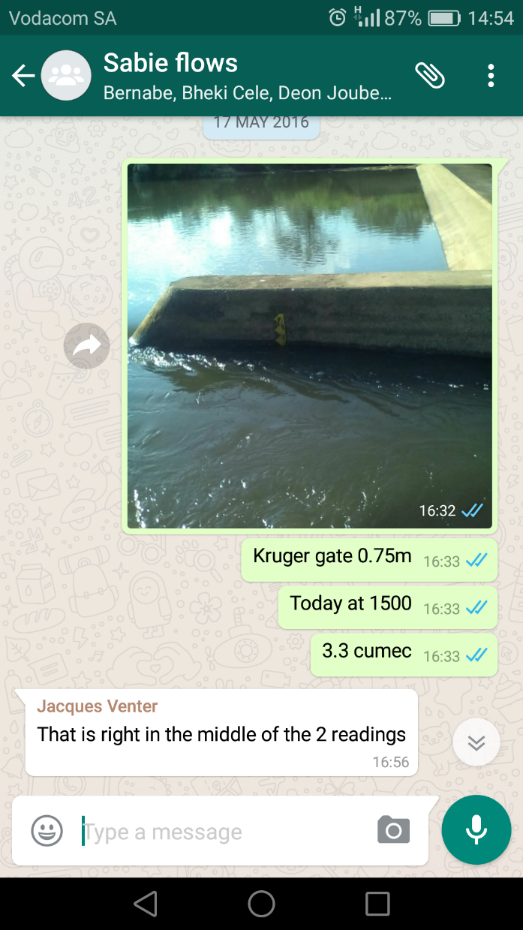 Vodacom SA
H
87%
14:54
Sabie flows
Bernabe, Bheki Cele, Deon Joube...
17 MAY 2016
16:32
Kruger gate 0.75m 16:33
Today at 1500 16:33
3.3 cumec 16:33
Jacques Venter
That is right in the middle of the 2 readings
16:56
Type a message